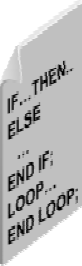 IF...THEN..
ELSE
...
END IF;
LOOP...
END LOOP;